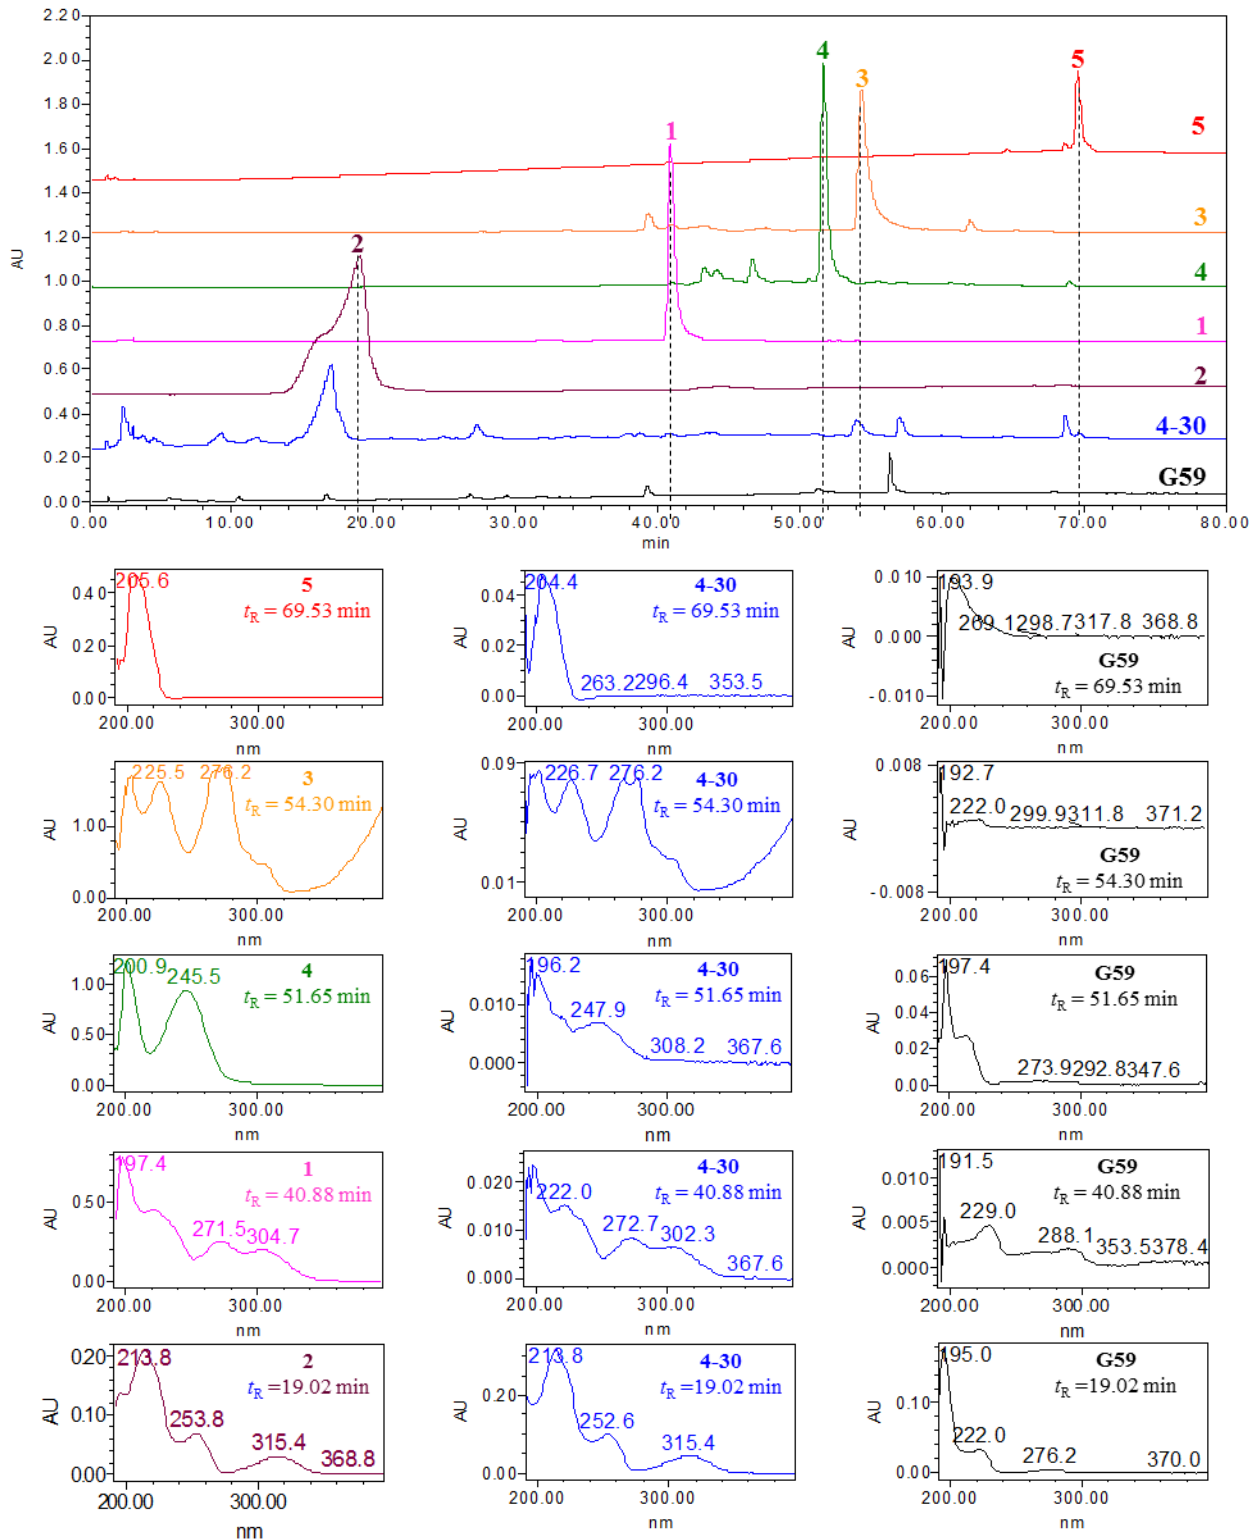 2.20
2.00
1.80
1.60
1.40
1.20
1.00
0.80
0.60
0.40
0.20
0.00
AU
4
3
5
1
2
5
3
4
1
2
4-30
G59
0.00 10.00 20.00 30.00 40.00 50.00 60.00 70.00 80.00
min
205.6
5
tR = 69.53 min
0.40
0.20
0.00
AU
200.00 300.00
nm
204.4
4-30
tR = 69.53 min
0.04
0.02
0.00
AU
263.2 296.4 353.5
200.00 300.00
nm
193.9
0.010
0.000
-0.010
AU
269.1 298.7 317.8 368.8
G59
tR = 69.53 min
200.00 300.00
nm
225.5 276.2
3
tR = 54.30 min
1.00
0.00
AU
200.00 300.00
nm
0.09
0.01
AU
226.7 276.2
4-30
tR = 54.30 min
200.00 300.00
nm
0.008
-0.008
AU
192.7
222.0 299.9 311.8 371.2
G59
tR = 54.30 min
200.00 300.00
nm
200.9 245.5
4
tR = 51.65 min
1.00
0.50
0.00
AU
200.00 300.00
nm
196.2
4-30
tR = 51.65 min
0.010
0.000
AU
247.9
308.2 367.6
200.00 300.00
nm
197.4
G59
tR = 51.65 min
0.06
0.04
0.02
0.00
AU
273.9 292.8 347.6
200.00 300.00
nm
197.4
1
tR = 40.88 min
0.50
0.00
AU
271.5 304.7
200.00 300.00
nm
4-30
tR = 40.88 min
0.020
0.010
0.000
AU
222.0
272.7 302.3
367.6
200.00 300.00
nm
191.5
G59
tR = 40.88 min
0.010
0.005
0.000
AU
229.0
288.1
353.5 378.4
200.00 300.00
nm
213.8
2
tR =19.02 min
0.20
0.10
0.00
AU
253.8
315.4
368.8
200.00 300.00
nm
213.8
4-30
tR =19.02 min
0.20
0.00
AU
252.6
315.4
200.00 300.00
nm
195.0
G59
tR =19.02 min
0.10
0.00
AU
222.0
276.2 370.0
200.00 300.00
nm